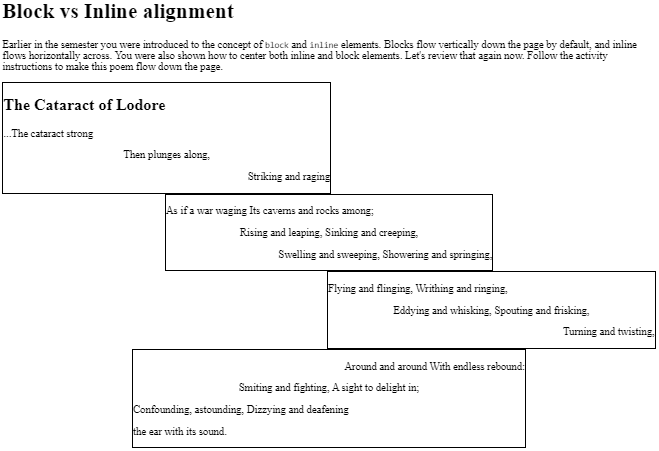 Block vs Inline alignment
Earlier in the semester you were introduced to the concept of block and inline elements. Blocks flow vertically down the page by default, and inline
flows horizontally across. You were also shown how to center both inline and block elements. Let's review that again now. Follow the activity
instructions to make this poem flow down the page.
The Cataract of Lodore
...The cataract strong
Then plunges along,
Striking and raging
As if a war waging Its caverns and rocks among;
Rising and leaping, Sinking and creeping,
Swelling and sweeping, Showering and springing,
Flying and flinging, Writhing and ringing,
Eddying and whisking, Spouting and frisking,
Turning and twisting,
Around and around With endless rebound:
Smiting and fighting, A sight to delight in;
Confounding, astounding, Dizzying and deafening
the ear with its sound.